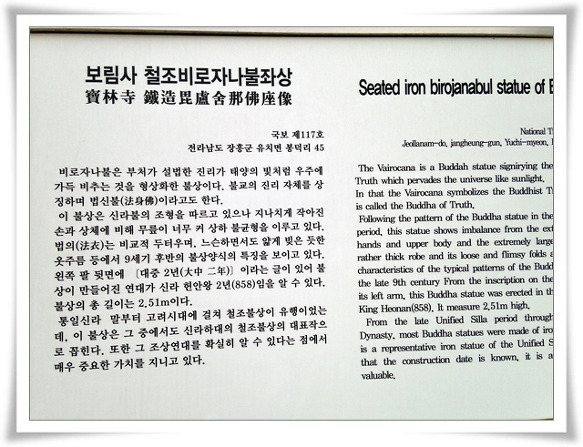 보림사 철조비로자나불좌상
寶林寺 鐵造毘盧舍那佛座像
국보 제117호
전라남도 장흥군 유치면 봉덕리 45
비로자나불은 부처가 설법한 진리가 태양의 빛처럼 우주에
가득 비추는 것을 형상화한 불상이다. 불교의 진리 자체를 상
징하며 법신불(法身佛)이라고도 한다.
이 불상은 신라불의 조형을 따르고 있으나 지나치게 작아진
손과 상체에 비해 무릎이 너무 커 상하 불균형을 이루고 있다.
법의(法衣)는 비교적 두터우며, 느슨하면서도 얇게 빚은 듯한
옷주름 등에서 9세기 후반의 불상양식의 특징을 보이고 있다.
왼쪽 팔 뒷면에 〔대중 2년(大中 二年)〕이라는 글이 있어 불
상이 만들어진 연대가 신라 헌안왕 2년(858)임을 알 수 있다.
불상의 총 길이는 2,51m이다.
통일신라 말부터 고려시대에 걸쳐 철조불상이 유행이었는
데, 이 불상은 그 중에서도 신라하대의 철조불상의 대표작으
로 꼽힌다. 또한 그 조상연대를 확실히 알 수 있다는 점에서
매우 중요한 가치를 지니고 있다.
Seated iron birojanabul statue of
National
Jeollanam-do, jangheung-gun, Yuchi-myeon,
The Vairocana is a Buddah statue signirying the
Truth which pervades the universe like sunlight.
In that the Vairocana symbolizes the Buddhist
is called the Buddha of Truth.
Following the pattern of the Buddha statue in the
period, this statue shows imbalance from the
hands and upper body and the extremely large
rather thick robe and its loose and flimsy folds
characteristics of the typical patterns of the
the late 9th century From the inscription on the
its left arm, this Buddha statue was erected in
King Heonan(858), It measure 2,51m high.
From the late Unified Silla period through
Dynasty, most Buddha statues were made of
is a representative iron statue of the Unified
that the construction date is known, it is a
valuable.